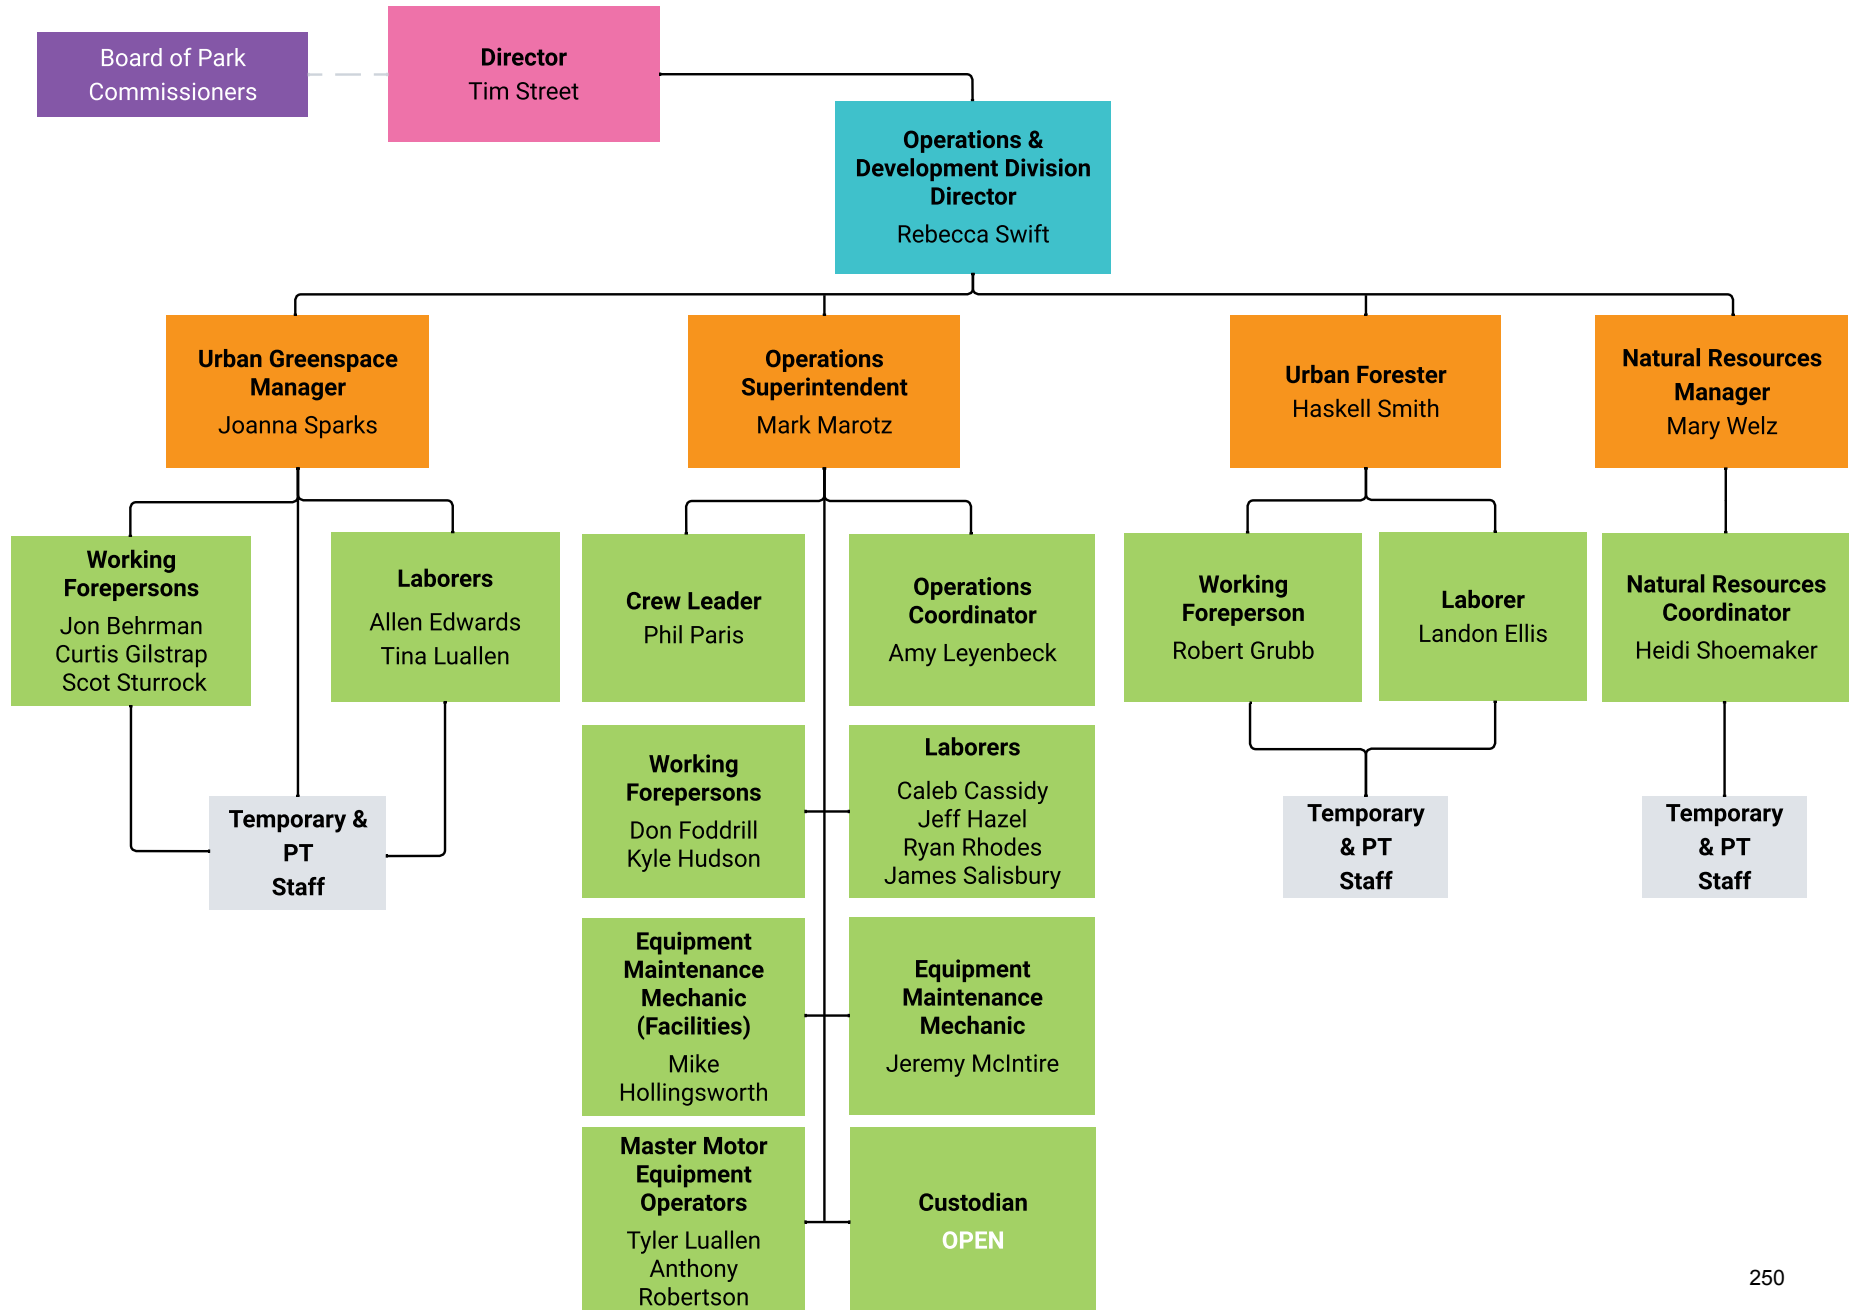 Board of Park
Commissioners
Director
Tim Street
Operations &
Development Division
Director
Rebecca Swift
Urban Greenspace
Manager
Joanna Sparks
Operations
Superintendent
Mark Marotz
Urban Forester
Haskell Smith
Natural Resources
Manager
Mary Welz
Working
Forepersons
Jon Behrman
Curtis Gilstrap
Scot Sturrock
Laborers
Allen Edwards
Tina Luallen
Crew Leader
Phil Paris
Operations
Coordinator
Amy Leyenbeck
Working
Foreperson
Robert Grubb
Laborer
Landon Ellis
Natural Resources
Coordinator
Heidi Shoemaker
Working
Forepersons
Don Foddrill
Kyle Hudson
Laborers
Caleb Cassidy
Jeff Hazel
Ryan Rhodes
James Salisbury
Temporary &
PT
Staff
Temporary
& PT
Staff
Temporary
& PT
Staff
Equipment
Maintenance
Mechanic
(Facilities)
Mike
Hollingsworth
Equipment
Maintenance
Mechanic
Jeremy McIntire
Master Motor
Equipment
Operators
Tyler Luallen
Anthony
Robertson
Custodian
OPEN
250